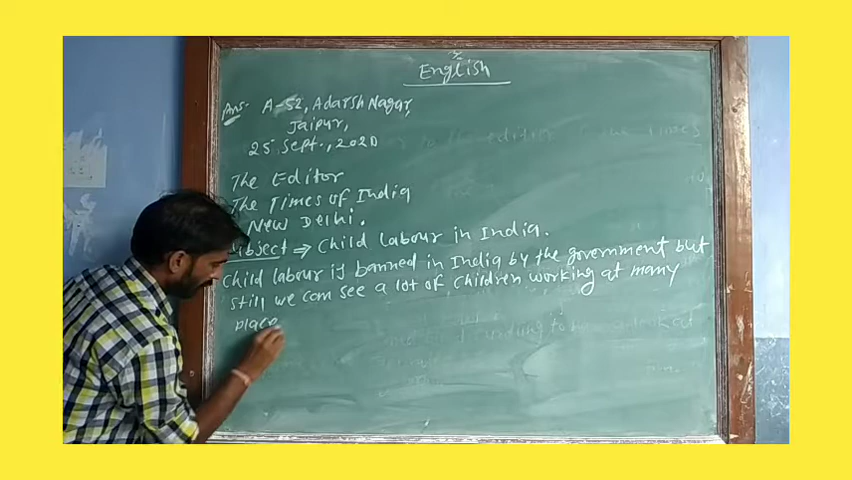 English
Ans- A-52, Adarsh Nagar,
Jaipur,
25 Sept., 2020
The Editor
The Times of India
New Delhi.
Subject ⇒ Child labour in India.
Child labour is banned in India by the government but
still we can see a lot of children working at many
place